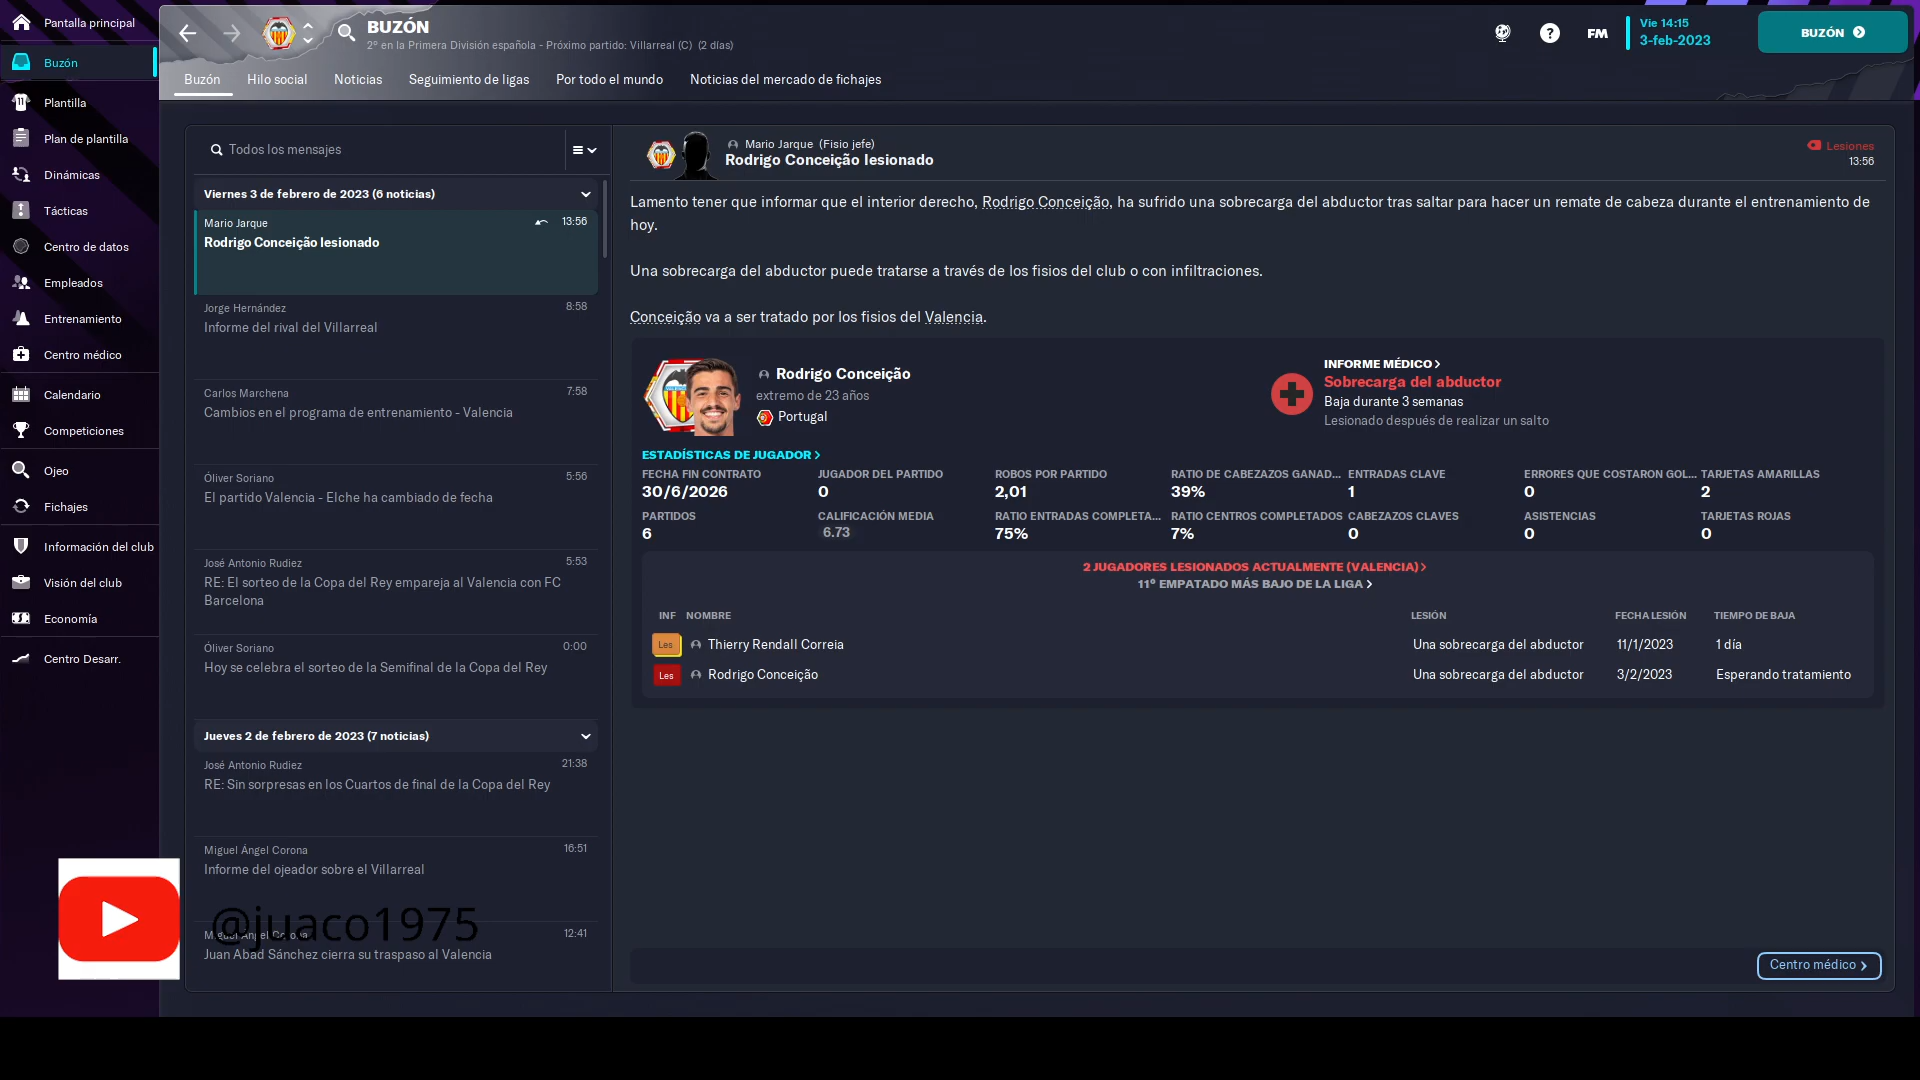 Pantalla principal
Buzón
Plantilla
Plan de plantilla
Dinámicas
Tácticas
Centro de datos
Empleados
Entrenamiento
Centro médico
Calendario
Competiciones
Ojeo
Fichajes
Información del club
Visión del club
Economía
Centro Desarr.
BUZÓN
2º en la Primera División española - Próximo partido: Villarreal (C) (2 días)
FM
Vie 14:15
3-feb-2023
BUZÓN
Buzón Hilo social Noticias Seguimiento de ligas Por todo el mundo Noticias del mercado de fichajes
Todos los mensajes
Viernes 3 de febrero de 2023 (6 noticias)
Mario Jarque 13:56
Rodrigo Conceição lesionado
Jorge Hernández 8:58
Informe del rival del Villarreal
Carlos Marchena 7:58
Cambios en el programa de entrenamiento - Valencia
Óliver Soriano 5:56
El partido Valencia - Elche ha cambiado de fecha
José Antonio Rudiez 5:53
RE: El sorteo de la Copa del Rey empareja al Valencia con FC
Barcelona
Óliver Soriano 0:00
Hoy se celebra el sorteo de la Semifinal de la Copa del Rey
Jueves 2 de febrero de 2023 (7 noticias)
José Antonio Rudiez 21:38
RE: Sin sorpresas en los Cuartos de final de la Copa del Rey
Miguel Ángel Corona 16:51
Informe del ojeador sobre el Villarreal
@juaco1975
Miguel Ángel Corona 12:41
Juan Abad Sánchez cierra su traspaso al Valencia
Mario Jarque (Fisio jefe)
Rodrigo Conceição lesionado
Lesiones
13:56
Lamento tener que informar que el interior derecho, Rodrigo Conceição, ha sufrido una sobrecarga del abductor tras saltar para hacer un remate de cabeza durante el entrenamiento de
hoy.
Una sobrecarga del abductor puede tratarse a través de los fisios del club o con infiltraciones.
Conceição va a ser tratado por los fisios del Valencia.
Rodrigo Conceição
extremo de 23 años
Portugal
INFORME MÉDICO
Sobrecarga del abductor
Baja durante 3 semanas
Lesionado después de realizar un salto
ESTADÍSTICAS DE JUGADOR
FECHA FIN CONTRATO JUGADOR DEL PARTIDO ROBOS POR PARTIDO RATIO DE CABEZAZOS GANAD... ENTRADAS CLAVE ERRORES QUE COSTARON GOL... TARJETAS AMARILLAS
30/6/2026 0 2,01 39% 1 0 2
PARTIDOS CALIFICACIÓN MEDIA RATIO ENTRADAS COMPLETA... RATIO CENTROS COMPLETADOS CABEZAZOS CLAVES ASISTENCIAS TARJETAS ROJAS
6 6.73 75% 7% 0 0 0
2 JUGADORES LESIONADOS ACTUALMENTE (VALENCIA)
11º EMPATADO MÁS BAJO DE LA LIGA
INF NOMBRE LESIÓN FECHA LESIÓN TIEMPO DE BAJA
Les Thierry Rendall Correia Una sobrecarga del abductor 11/1/2023 1 día
Les Rodrigo Conceição Una sobrecarga del abductor 3/2/2023 Esperando tratamiento
Centro médico